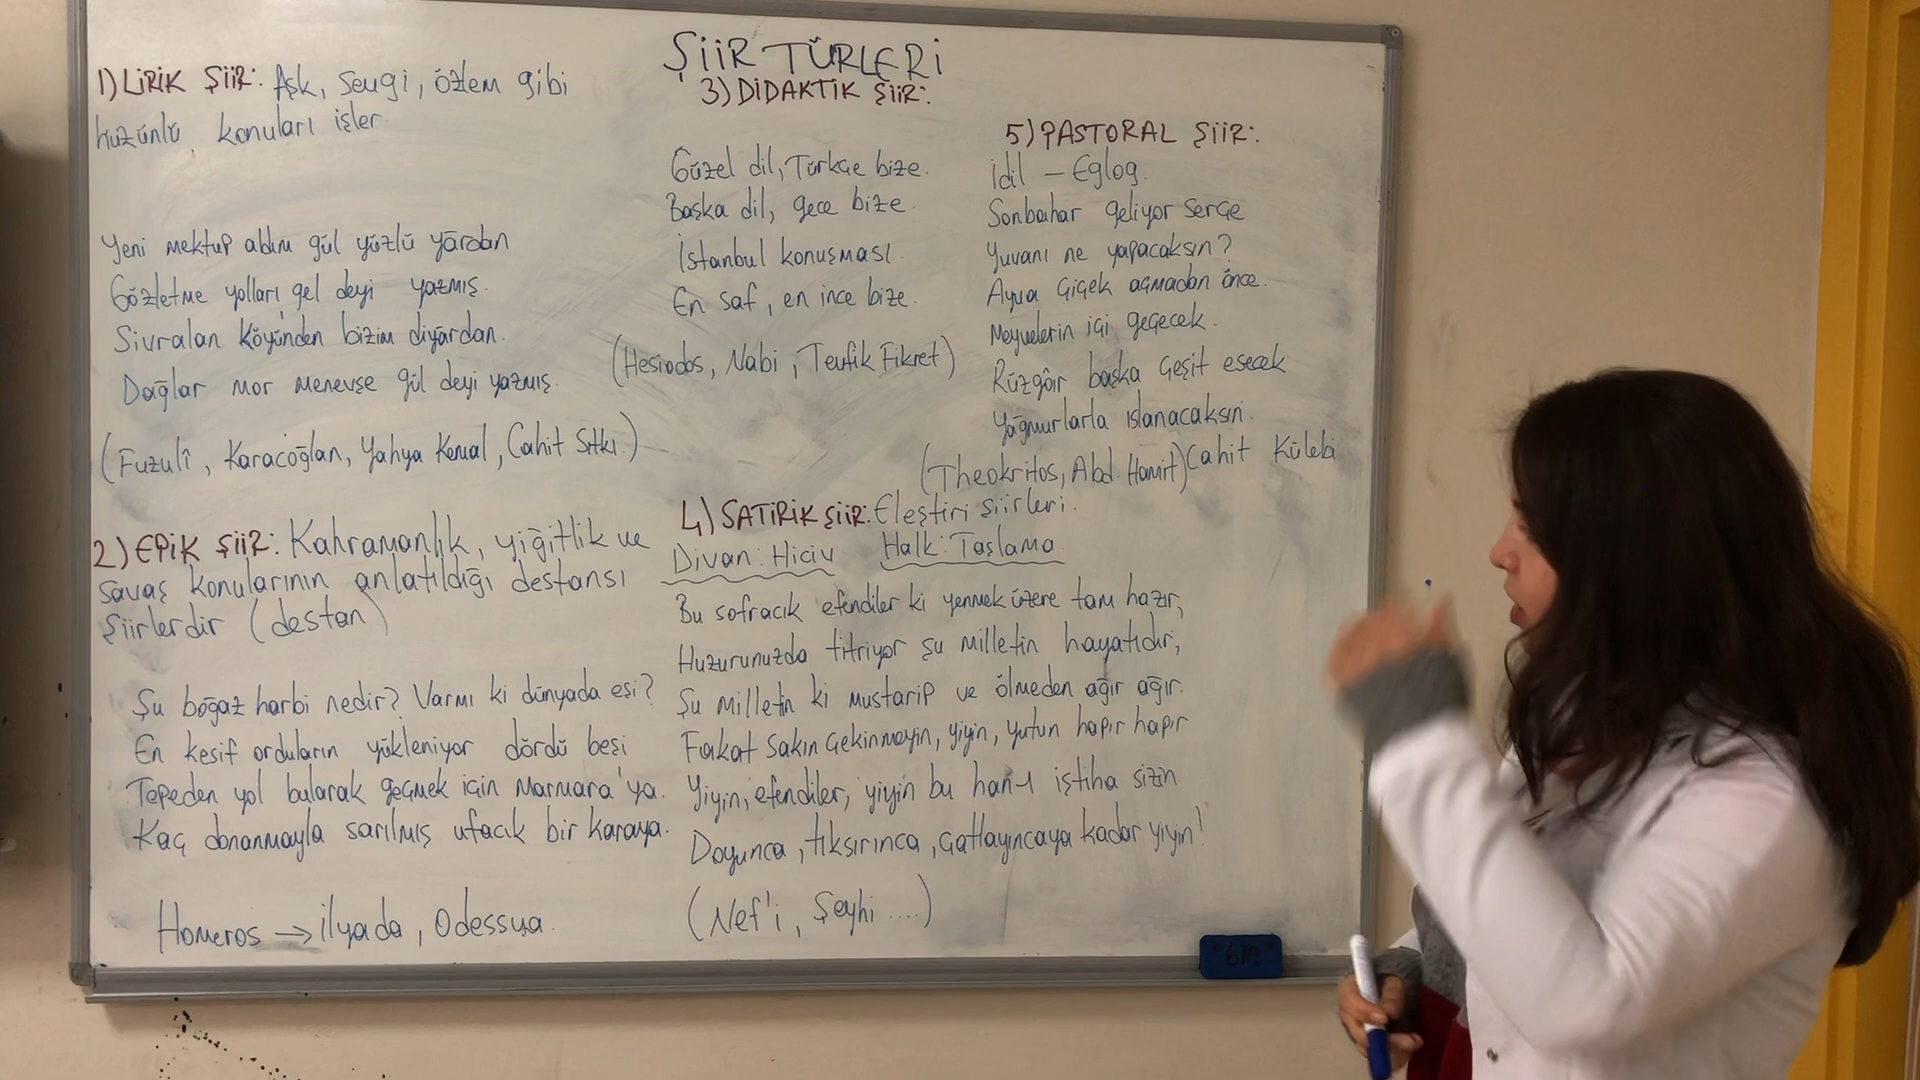 ŞİİR TÜRLERİ
1) LİRİK ŞİİR: Aşk, sevgi, özlem gibi
hüzünlü konuları işler.
Yeni mektup aldım gül yüzlü yârdan
Gözletme yolları gel deyi yazmış.
Sivralan Köyünden bizim diyârdan.
Dağlar mor menevşe gül deyi yazmış.
(Fuzulî, Karacoğlan, Yahya Kemal, Cahit Sıtkı.)
2) EPİK ŞİİR: Kahramanlık, yiğitlik ve
savaş konularının anlatıldığı destansı
şiirlerdir (destan)
Şu boğaz harbi nedir? Varmı ki dünyada eşi?
En kesif orduların yükleniyor dördü beşi
Tepeden yol bularak geçmek için Marmara'ya.
Kaç donanmayla sarılmış ufacık bir karaya.
Homeros → İlyada, Odessua.
3) DİDAKTİK ŞİİR:
Güzel dil, Türkçe bize.
Başka dil, gece bize.
İstanbul konuşması.
En saf, en ince bize.
(Hesiodos, Nabi, Tevfik Fikret)
4) SATİRİK ŞİİR: Eleştiri şiirleri.
Divan: Hiciv Halk: Taşlama
Bu sofracık efendiler ki yenmek üzere tam hazır,
Huzurunuzda titriyor şu milletin hayatıdır,
Şu milletin ki mustarip ve ölmeden ağır ağır.
Fakat sakın çekinmeyin, yiyin, yutun hapır hapır
Yiyin, efendiler, yiyin bu han-ı iştiha sizin
Doyunca, tıksırınca, çatlayıncaya kadar yiyin!
(Nef'i, Şeyhi ....)
5) PASTORAL ŞİİR:
İdil - Eglog.
Sonbahar geliyor serçe
Yuvanı ne yapacaksın?
Ayva çiçek açmadan önce.
Meyvelerin içi geçecek.
Rüzgâr başka çeşit esecek
Yağmurlarla ıslanacaksın.
(Theokritos, Abd. Hamit) Cahit Külebi